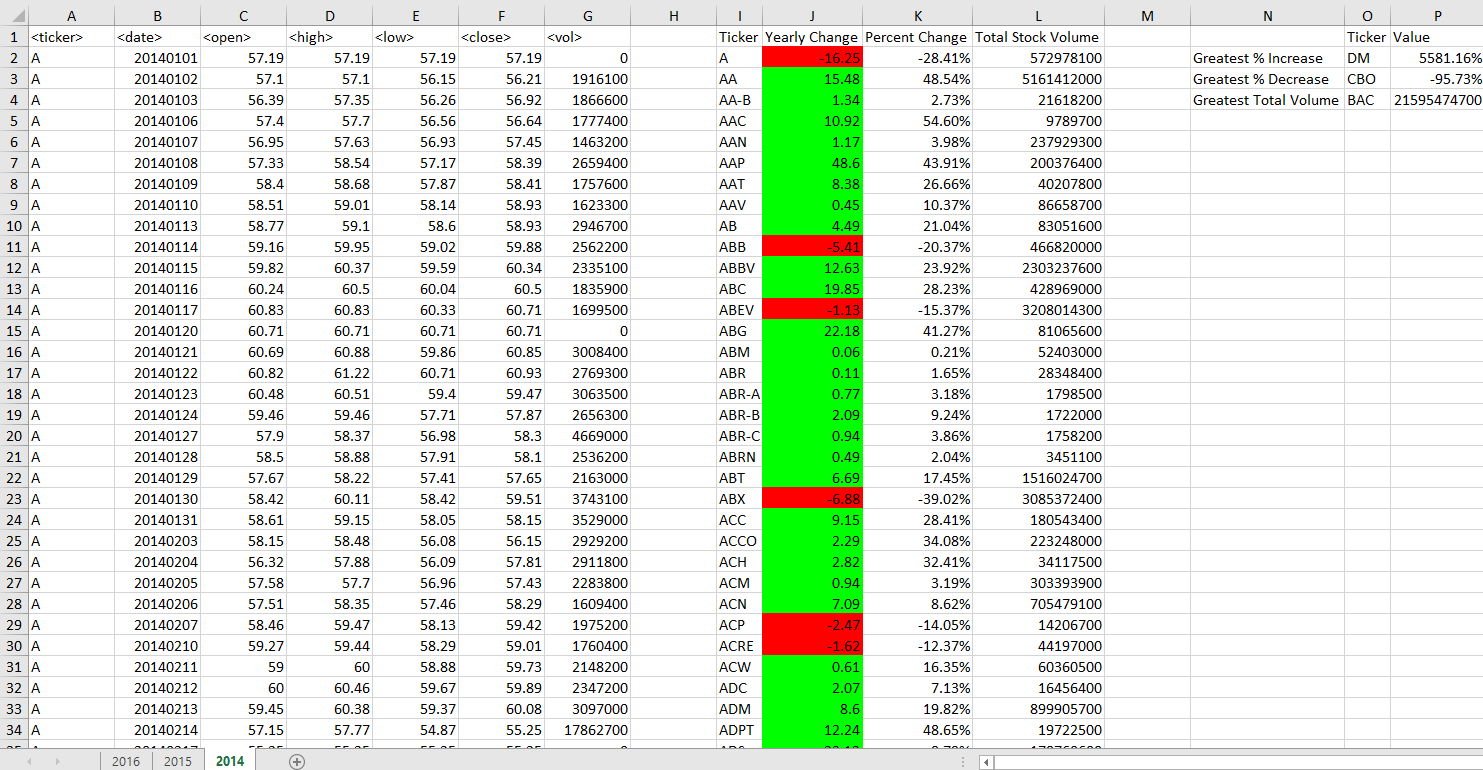 A B C D E F G H I J K L M N O P
1 <ticker> <date> <open> <high> <low> <close> <vol> Ticker Yearly Change Percent Change Total Stock Volume Ticker Value
2 A 20140101 57.19 57.19 57.19 57.19 0 A -16.25 -28.41% 572978100 Greatest % Increase DM 5581.16%
3 A 20140102 57.1 57.1 56.15 56.21 1916100 AA 15.48 48.54% 5161412000 Greatest % Decrease CBO -95.73%
4 A 20140103 56.39 57.35 56.26 56.92 1866600 AA-B 1.34 2.73% 21618200 Greatest Total Volume BAC 21595474700
5 A 20140106 57.4 57.7 56.56 56.64 1777400 AAC 10.92 54.60% 9789700
6 A 20140107 56.95 57.63 56.93 57.45 1463200 AAN 1.17 3.98% 237929300
7 A 20140108 57.33 58.54 57.17 58.39 2659400 AAP 48.6 43.91% 200376400
8 A 20140109 58.4 58.68 57.87 58.41 1757600 AAT 8.38 26.66% 40207800
9 A 20140110 58.51 59.01 58.14 58.93 1623300 AAV 0.45 10.37% 86658700
10 A 20140113 58.77 59.1 58.6 58.93 2946700 AB 4.49 21.04% 83051600
11 A 20140114 59.16 59.95 59.02 59.88 2562200 ABB -5.41 -20.37% 466820000
12 A 20140115 59.82 60.37 59.59 60.34 2335100 ABBV 12.63 23.92% 2303237600
13 A 20140116 60.24 60.5 60.04 60.5 1835900 ABC 19.85 28.23% 428969000
14 A 20140117 60.83 60.83 60.33 60.71 1699500 ABEV -1.13 -15.37% 3208014300
15 A 20140120 60.71 60.71 60.71 60.71 0 ABG 22.18 41.27% 81065600
16 A 20140121 60.69 60.88 59.86 60.85 3008400 ABM 0.06 0.21% 52403000
17 A 20140122 60.82 61.22 60.71 60.93 2769300 ABR 0.11 1.65% 28348400
18 A 20140123 60.48 60.51 59.4 59.47 3063500 ABR-A 0.77 3.18% 1798500
19 A 20140124 59.46 59.46 57.71 57.87 2656300 ABR-B 2.09 9.24% 1722000
20 A 20140127 57.9 58.37 56.98 58.3 4669000 ABR-C 0.94 3.86% 1758200
21 A 20140128 58.5 58.88 57.91 58.1 2536200 ABRN 0.49 2.04% 3451100
22 A 20140129 57.67 58.22 57.41 57.65 2163000 ABT 6.69 17.45% 1516024700
23 A 20140130 58.42 60.11 58.42 59.51 3743100 ABX -6.88 -39.02% 3085372400
24 A 20140131 58.61 59.15 58.05 58.15 3529000 ACC 9.15 28.41% 180543400
25 A 20140203 58.15 58.48 56.08 56.15 2929200 ACCO 2.29 34.08% 223248000
26 A 20140204 56.32 57.88 56.09 57.81 2911800 ACH 2.82 32.41% 34117500
27 A 20140205 57.58 57.7 56.96 57.43 2283800 ACM 0.94 3.19% 303393900
28 A 20140206 57.51 58.35 57.46 58.29 1609400 ACN 7.09 8.62% 705479100
29 A 20140207 58.46 59.47 58.13 59.42 1975200 ACP -2.47 -14.05% 14206700
30 A 20140210 59.27 59.44 58.29 59.01 1760400 ACRE -1.62 -12.37% 44197000
31 A 20140211 59 60 58.88 59.73 2148200 ACW 0.61 16.35% 60360500
32 A 20140212 60 60.46 59.67 59.89 2347200 ADC 2.07 7.13% 16456400
33 A 20140213 59.45 60.38 59.37 60.08 3097000 ADM 8.6 19.82% 899905700
34 A 20140214 57.15 57.77 54.87 55.25 17862700 ADPT 12.24 48.65% 19722500
2016 2015 2014